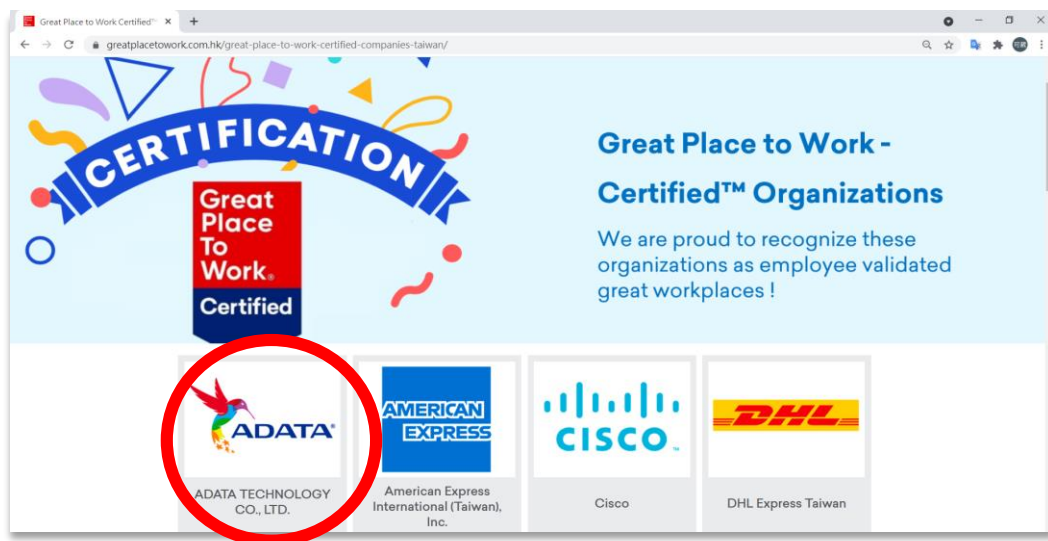 Great Place to Work Certified™
greatplacetowork.com.hk/great-place-to-work-certified-companies-taiwan/
CERTIFICATION
Great
Place
To
Work®
Certified
Great Place to Work -
Certified™ Organizations
We are proud to recognize these
organizations as employee validated
great workplaces !
ADATA®
AMERICAN
EXPRESS
CISCO™
DHL
ADATA TECHNOLOGY
CO., LTD.
American Express
International (Taiwan),
Inc.
Cisco
DHL Express Taiwan